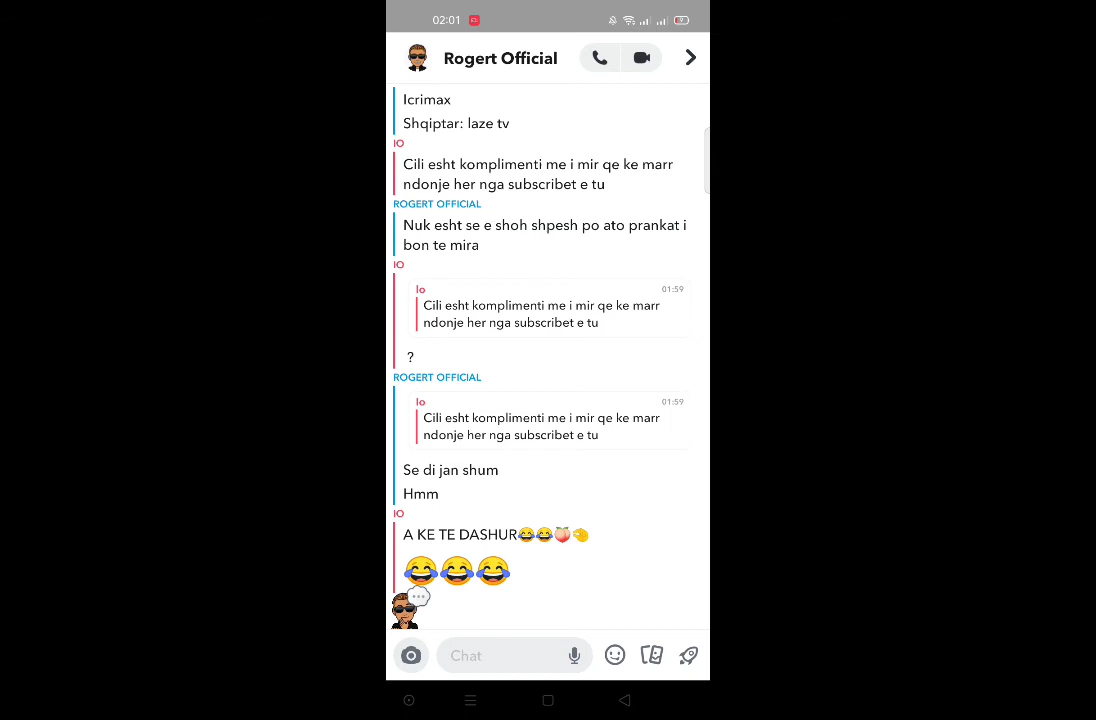 02:01
Rogert Official
Icrimax
Shqiptar: laze tv
IO
Cili esht komplimenti me i mir qe ke marr
ndonje her nga subscribet e tu
ROGERT OFFICIAL
Nuk esht se e shoh shpesh po ato prankat i
bon te mira
IO
Io 01:59
Cili esht komplimenti me i mir qe ke marr
ndonje her nga subscribet e tu
?
ROGERT OFFICIAL
Io 01:59
Cili esht komplimenti me i mir qe ke marr
ndonje her nga subscribet e tu
Se di jan shum
Hmm
IO
A KE TE DASHUR😂😂🍑🤏
😂😂😂
Chat